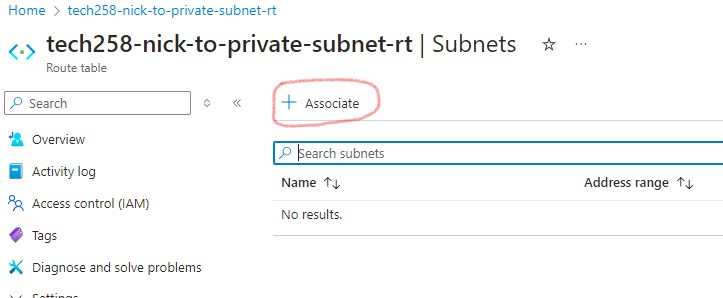 Home > tech258-nick-to-private-subnet-rt
tech258-nick-to-private-subnet-rt | Subnets
Route table
Search
Associate
Overview
Activity log
Access control (IAM)
Tags
Diagnose and solve problems
Search subnets
Name Address range
No results.